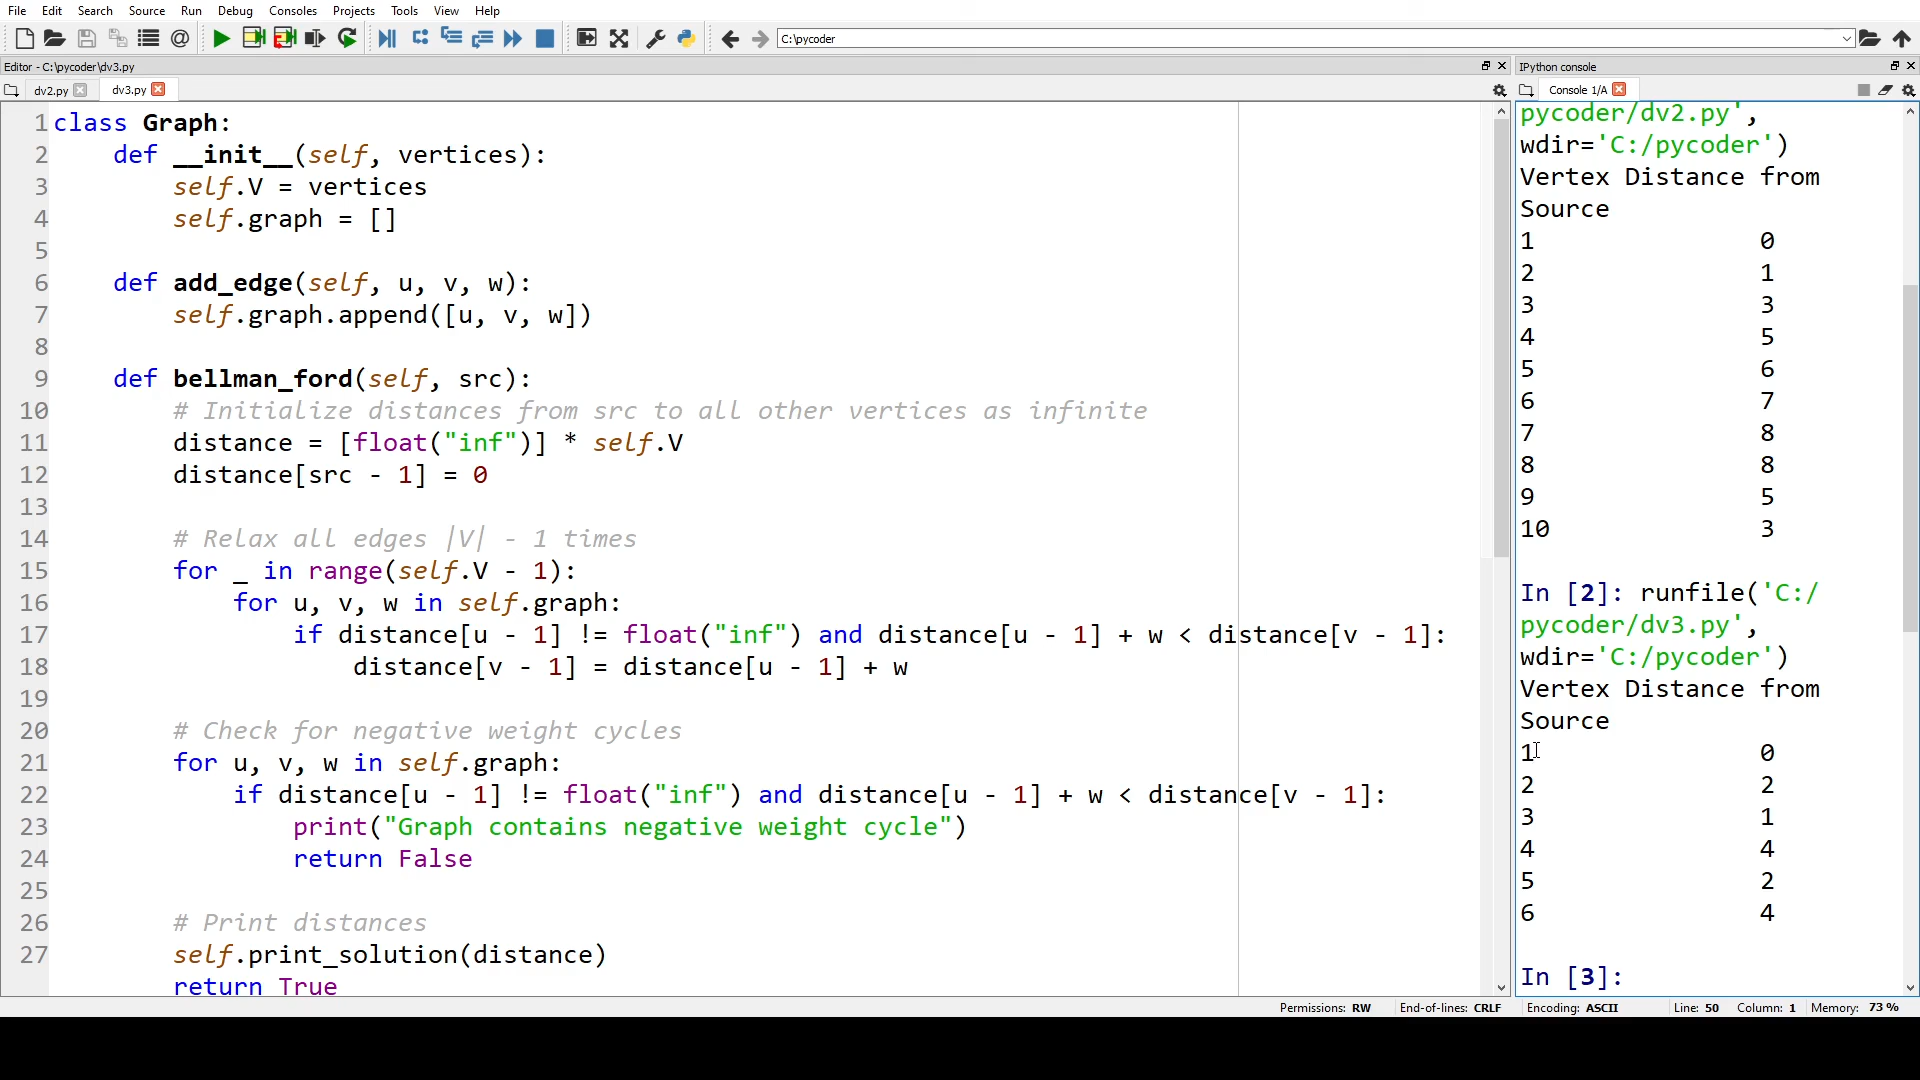 File Edit Search Source Run Debug Consoles Projects Tools View Help
C:\pycoder
Editor - C:\pycoder\dv3.py
dv2.py dv3.py
1 class Graph:
2     def __init__(self, vertices):
3         self.V = vertices
4         self.graph = []
5
6     def add_edge(self, u, v, w):
7         self.graph.append([u, v, w])
8
9     def bellman_ford(self, src):
10         # Initialize distances from src to all other vertices as infinite
11         distance = [float("inf")] * self.V
12         distance[src - 1] = 0
13
14         # Relax all edges |V| - 1 times
15         for _ in range(self.V - 1):
16             for u, v, w in self.graph:
17                 if distance[u - 1] != float("inf") and distance[u - 1] + w < distance[v - 1]:
18                     distance[v - 1] = distance[u - 1] + w
19
20         # Check for negative weight cycles
21         for u, v, w in self.graph:
22             if distance[u - 1] != float("inf") and distance[u - 1] + w < distance[v - 1]:
23                 print("Graph contains negative weight cycle")
24                 return False
25
26         # Print distances
27         self.print_solution(distance)
return True
IPython console
Console 1/A
pycoder/dv2.py',
wdir='C:/pycoder')
Vertex Distance from
Source
1 0
2 1
3 3
4 5
5 6
6 7
7 8
8 8
9 5
10 3
In [2]: runfile('C:/
pycoder/dv3.py',
wdir='C:/pycoder')
Vertex Distance from
Source
1 0
2 2
3 1
4 4
5 2
6 4
In [3]:
Permissions: RW End-of-lines: CRLF Encoding: ASCII Line: 50 Column: 1 Memory: 73 %